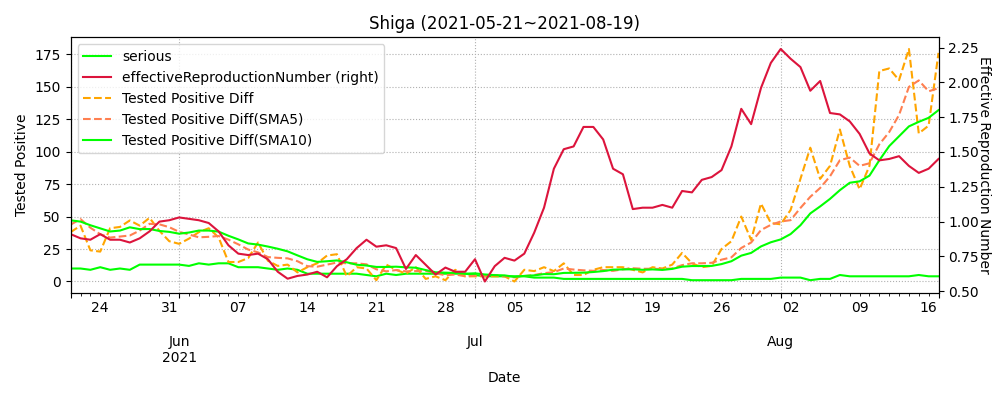 Shiga (2021-05-21~2021-08-19)
serious
effectiveReproductionNumber (right)
Tested Positive Diff
Tested Positive Diff(SMA5)
Tested Positive Diff(SMA10)
Tested Positive
175
150
125
100
75
50
25
0
2.25
2.00
1.75
1.50
1.25
1.00
0.75
0.50
Effective Reproduction Number
24 31 07 14 21 28 05 12 19 26 02 09 16
Jun Jul Aug
2021
Date